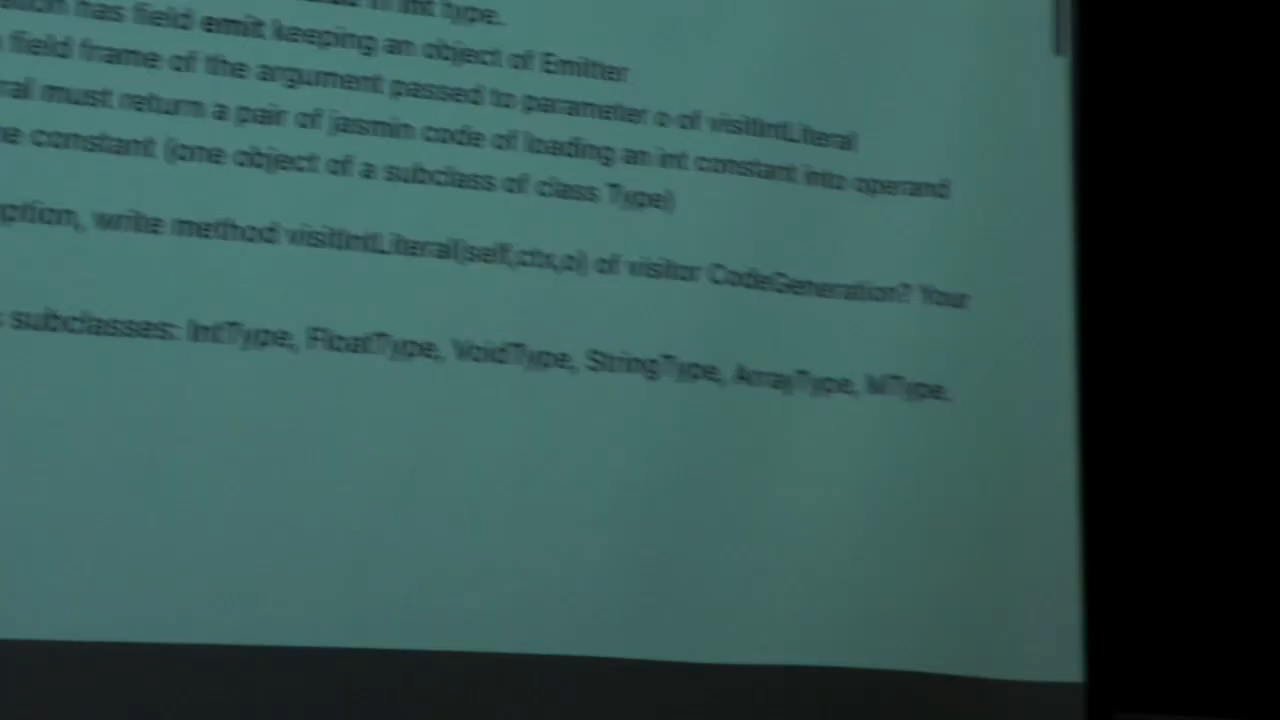 type.
has field emit keeping an object of Emitter
field frame of the argument passed to parameter o of visitIntLiteral
must return a pair of jasmin code of loading an int constant into operand
constant (one object of a subclass of class Type)
write method visitIntLiteral(self,ctx,o) of visitor CodeGeneration? Your
subclasses: IntType, FloatType, VoidType, StringType, ArrayType, MType,